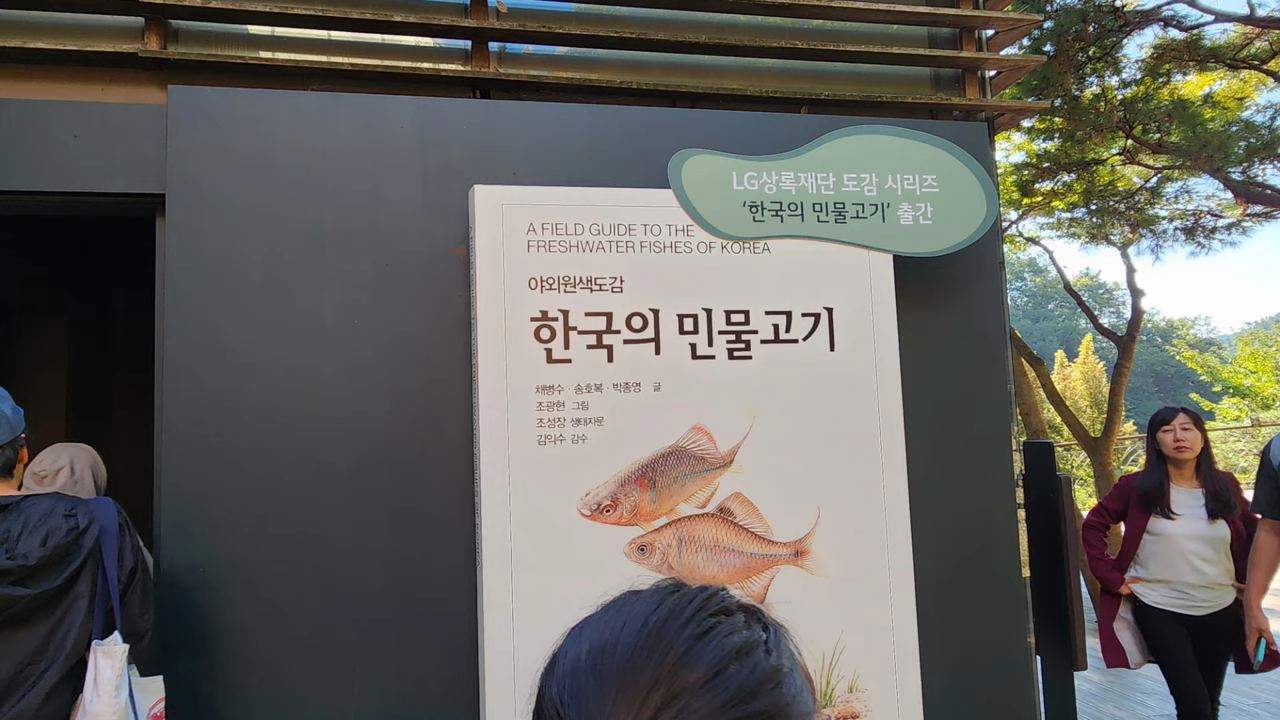 LG상록재단 도감 시리즈
‘한국의 민물고기’ 출간
A FIELD GUIDE TO THE
FRESHWATER FISHES OF KOREA
야외원색도감
한국의 민물고기
채병수 · 송호복 · 박종영 글
조광현 그림
조성장 생태자문
김익수 감수